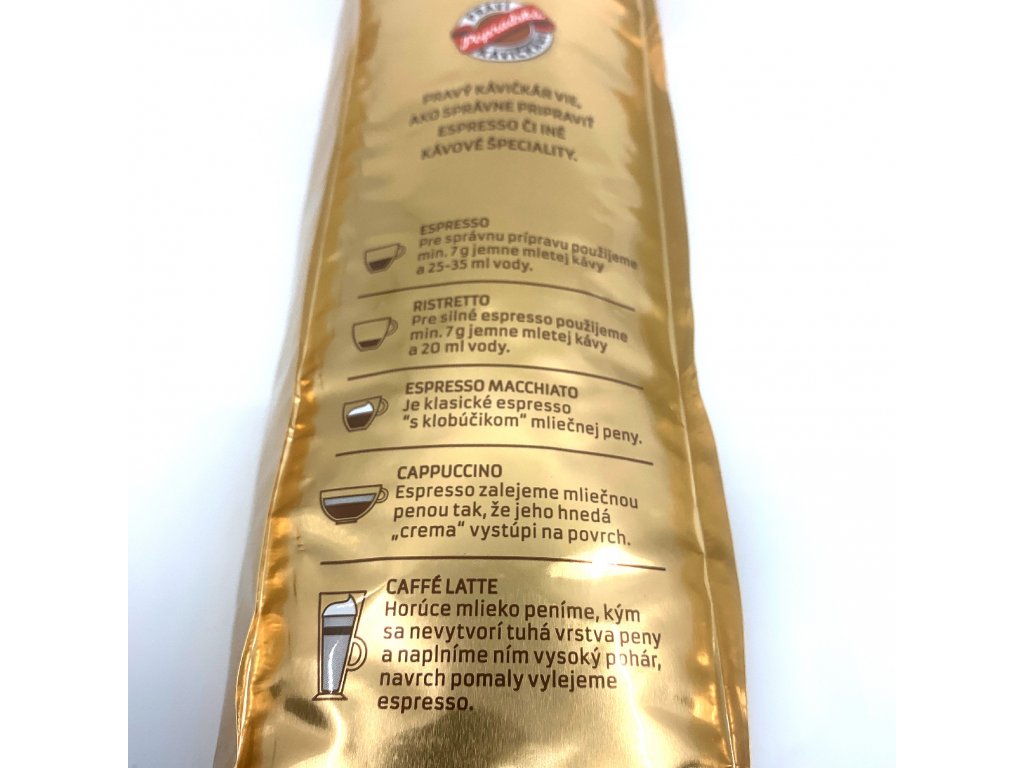 PRAVÝ
Popradská
KÁVIČKÁR
PRAVÝ KÁVIČKÁR VIE,
AKO SPRÁVNE PRIPRAVIŤ
ESPRESSO ČI INÉ
KÁVOVÉ ŠPECIALITY.
ESPRESSO
Pre správnu prípravu použijeme
min. 7 g jemne mletej kávy
a 25-35 ml vody.
RISTRETTO
Pre silné espresso použijeme
min. 7 g jemne mletej kávy
a 20 ml vody.
ESPRESSO MACCHIATO
Je klasické espresso
"s klobúčikom" mliečnej peny.
CAPPUCCINO
Espresso zalejeme mliečnou
penou tak, že jeho hnedá
„crema“ vystúpi na povrch.
CAFFÉ LATTE
Horúce mlieko peníme, kým
sa nevytvorí tuhá vrstva peny
a naplníme ním vysoký pohár,
navrch pomaly vylejeme
espresso.